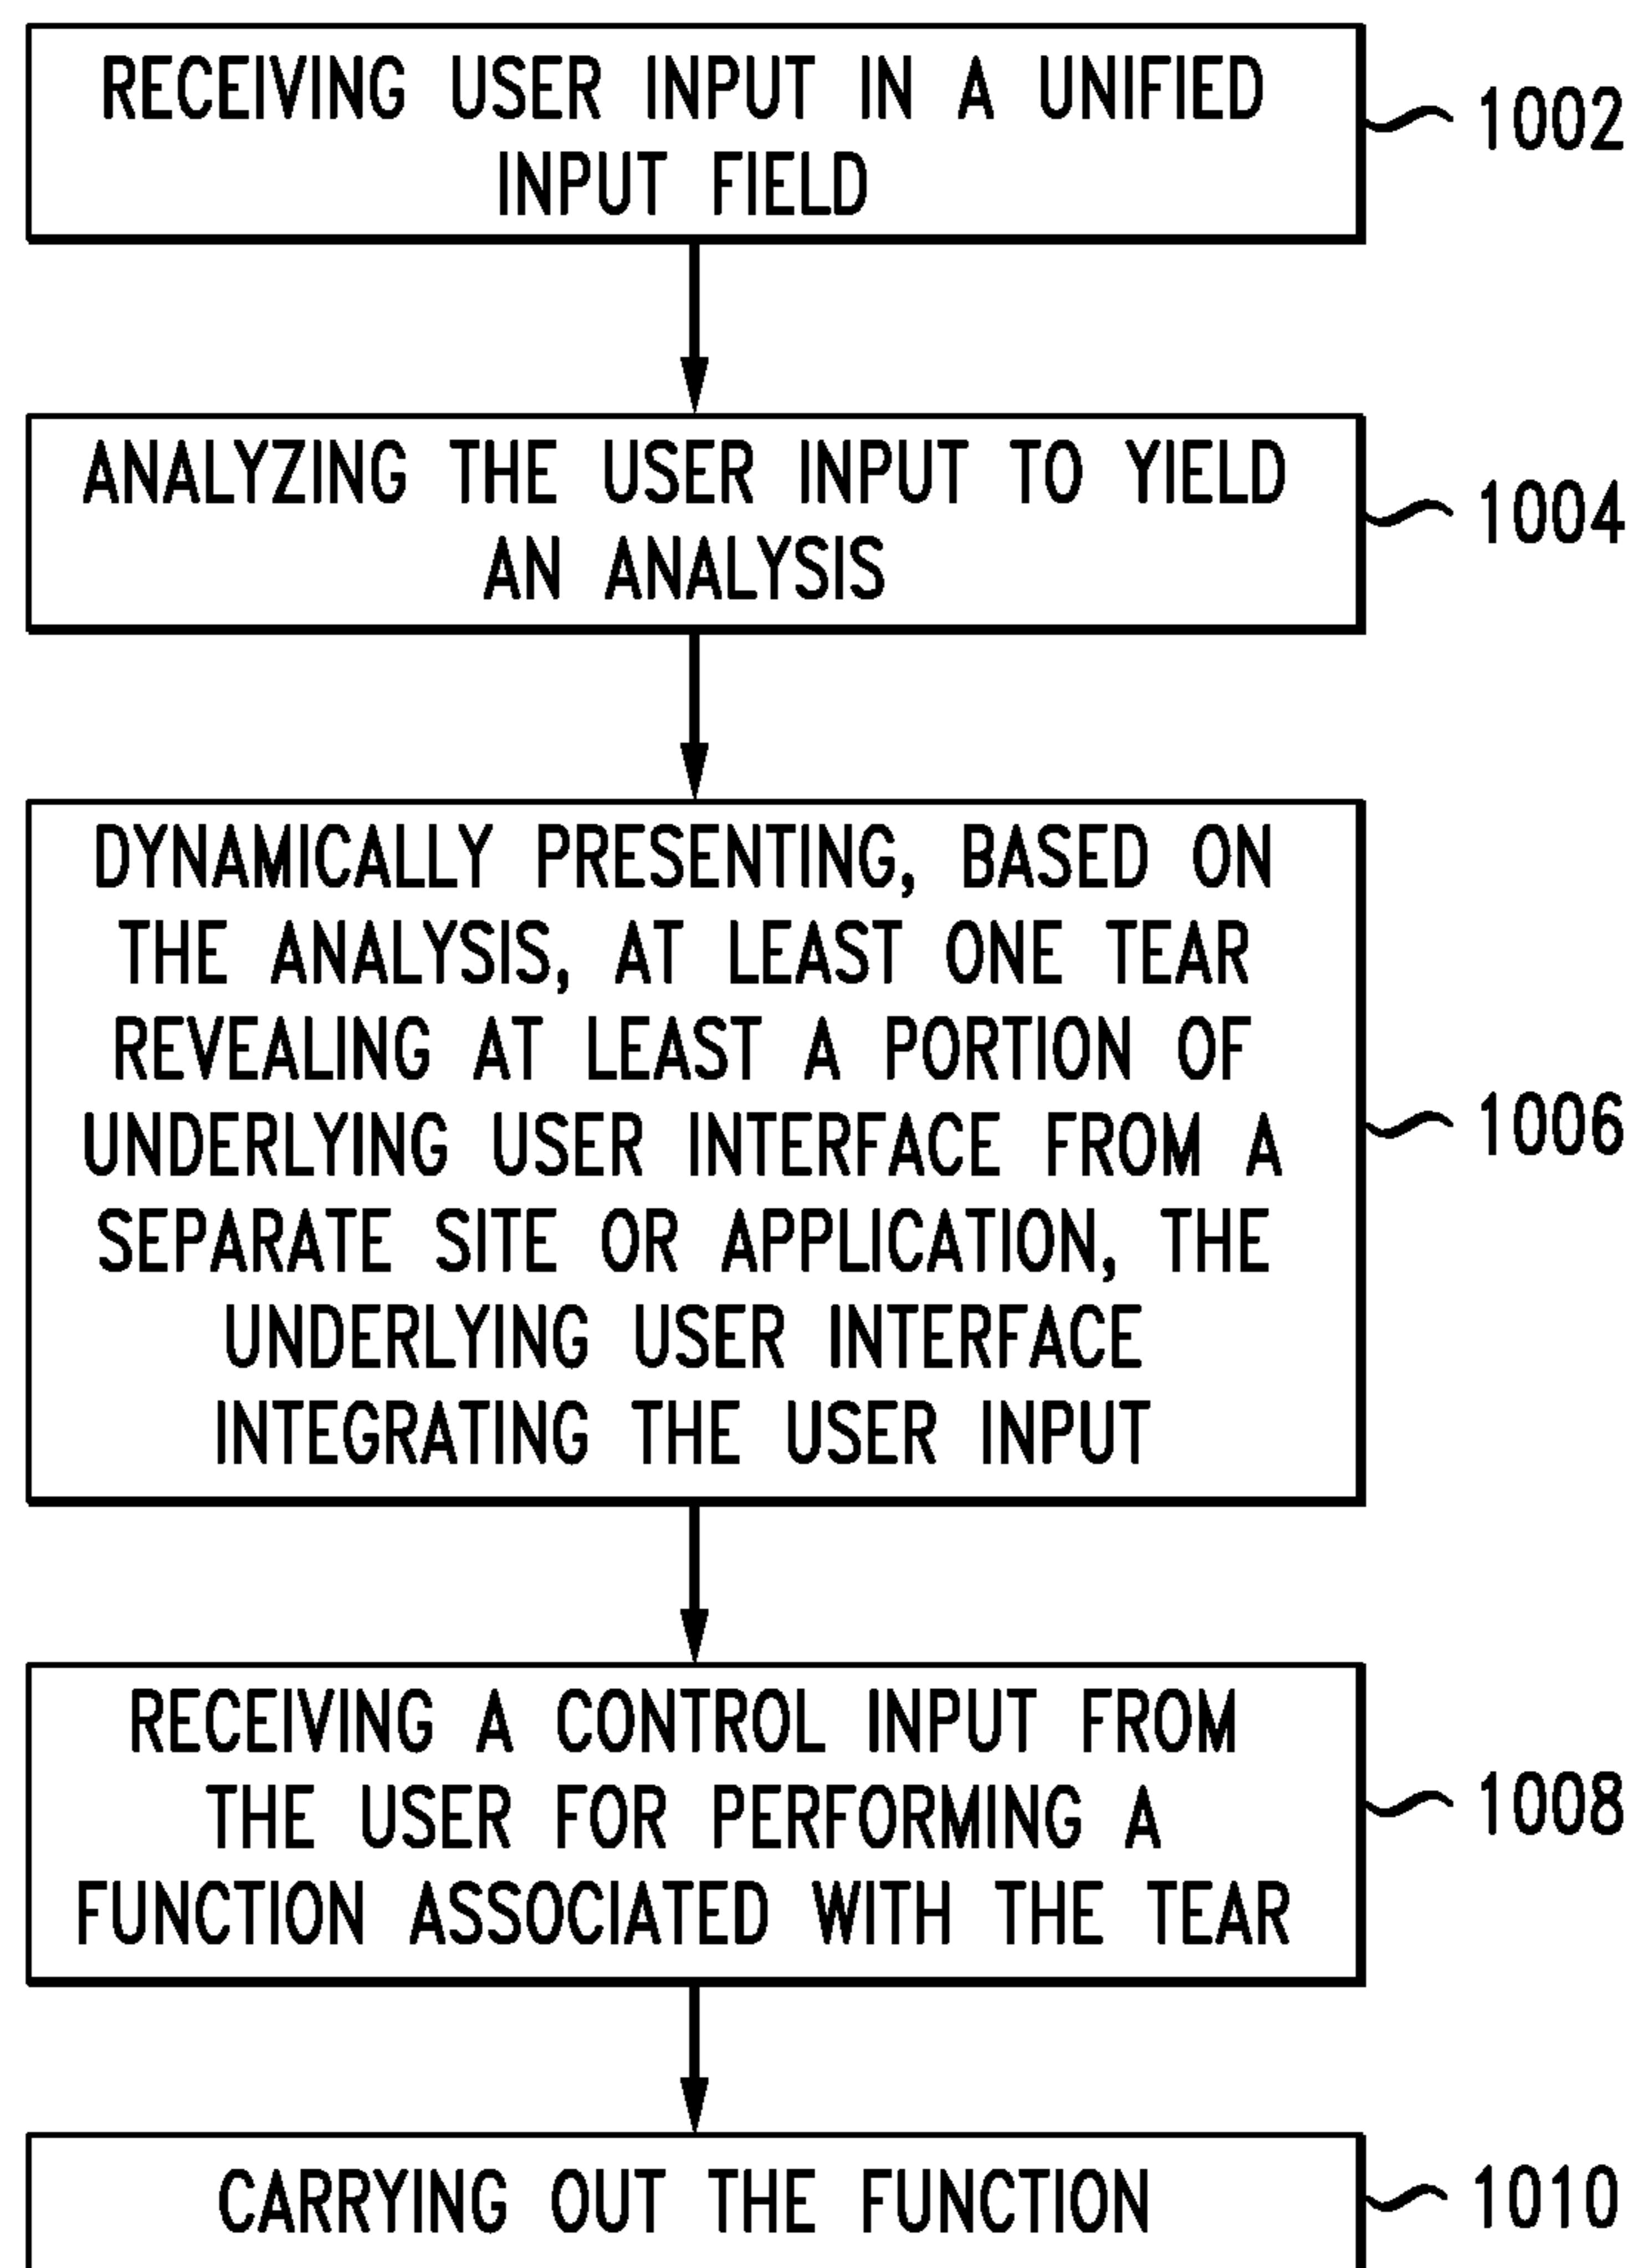 RECEIVING USER INPUT IN A UNIFIED
INPUT FIELD
1002
ANALYZING THE USER INPUT TO YIELD
AN ANALYSIS
1004
DYNAMICALLY PRESENTING, BASED ON
THE ANALYSIS, AT LEAST ONE TEAR
REVEALING AT LEAST A PORTION OF
UNDERLYING USER INTERFACE FROM A
SEPARATE SITE OR APPLICATION, THE
UNDERLYING USER INTERFACE
INTEGRATING THE USER INPUT
1006
RECEIVING A CONTROL INPUT FROM
THE USER FOR PERFORMING A
FUNCTION ASSOCIATED WITH THE TEAR
1008
CARRYING OUT THE FUNCTION
1010